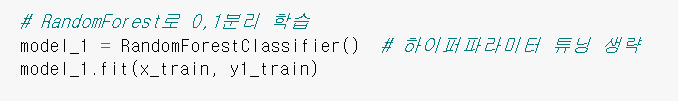 # RandomForest로 0,1분리 학습
model_1 = RandomForestClassifier()  # 하이퍼파라미터 튜닝 생략
model_1.fit(x_train, y1_train)